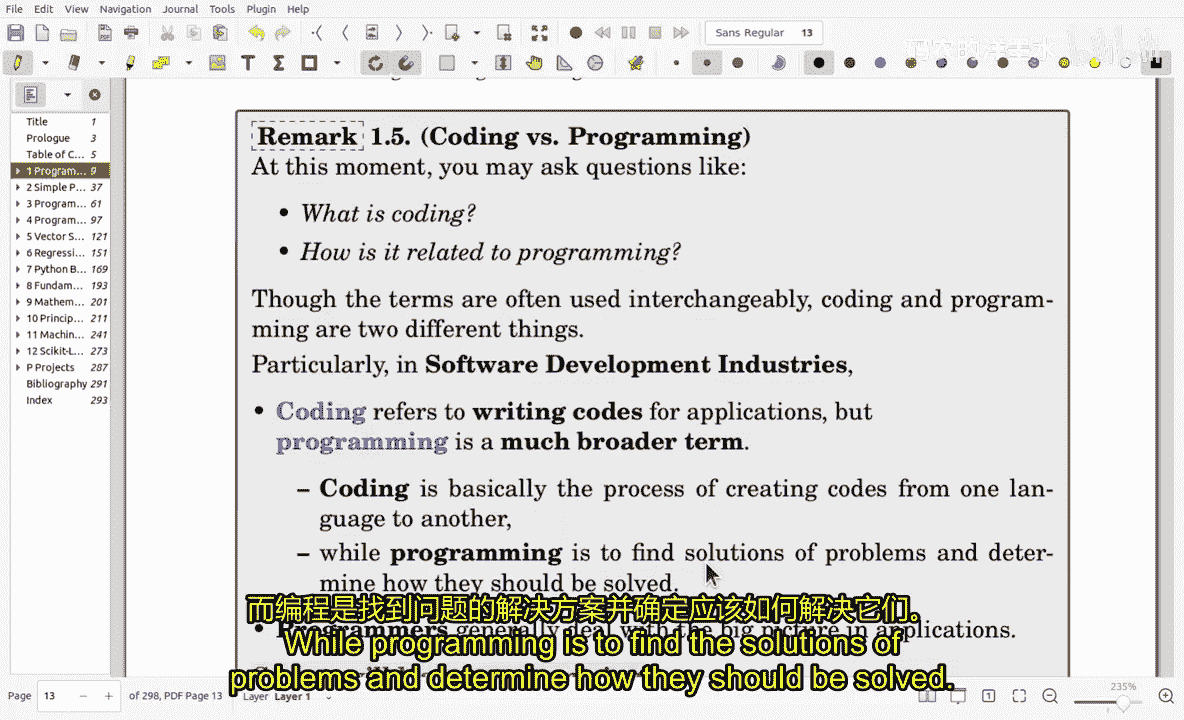 File Edit View Navigation Journal Tools Plugin Help
Sans Regular 13
Title 1
Prologue 3
Table of C... 5
1 Program... 9
2 Simple P... 37
3 Program... 61
4 Program... 97
5 Vector S... 121
6 Regressi... 151
7 Python B... 169
8 Fundam... 193
9 Mathem... 201
10 Princip... 211
11 Machin... 241
12 Scikit-L... 273
P Projects 287
Bibliography 291
Index 293
Remark 1.5. (Coding vs. Programming)
At this moment, you may ask questions like:
• What is coding?
• How is it related to programming?
Though the terms are often used interchangeably, coding and program-
ming are two different things.
Particularly, in Software Development Industries,
• Coding refers to writing codes for applications, but
programming is a much broader term.
– Coding is basically the process of creating codes from one lan-
guage to another,
– while programming is to find solutions of problems and deter-
mine how they should be solved.
• Programmers generally deal with the big picture in applications.
而编程是找到问题的解决方案并确定应该如何解决它们。
While programming is to find the solutions of
problems and determine how they should be solved.
Page 13 − + of 298, PDF Page 13 Layer Layer 1
235%